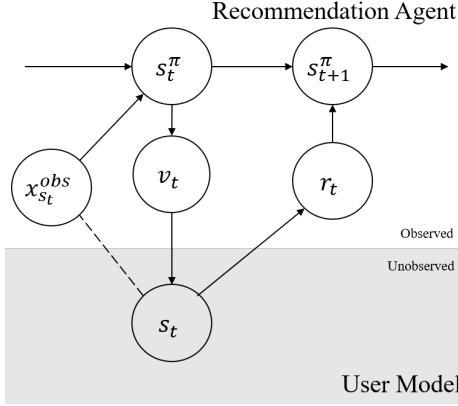 Recommendation Agent
s_t^π
s_{t+1}^π
x_{s_t}^{obs}
v_t
r_t
Observed
Unobserved
s_t
User Model